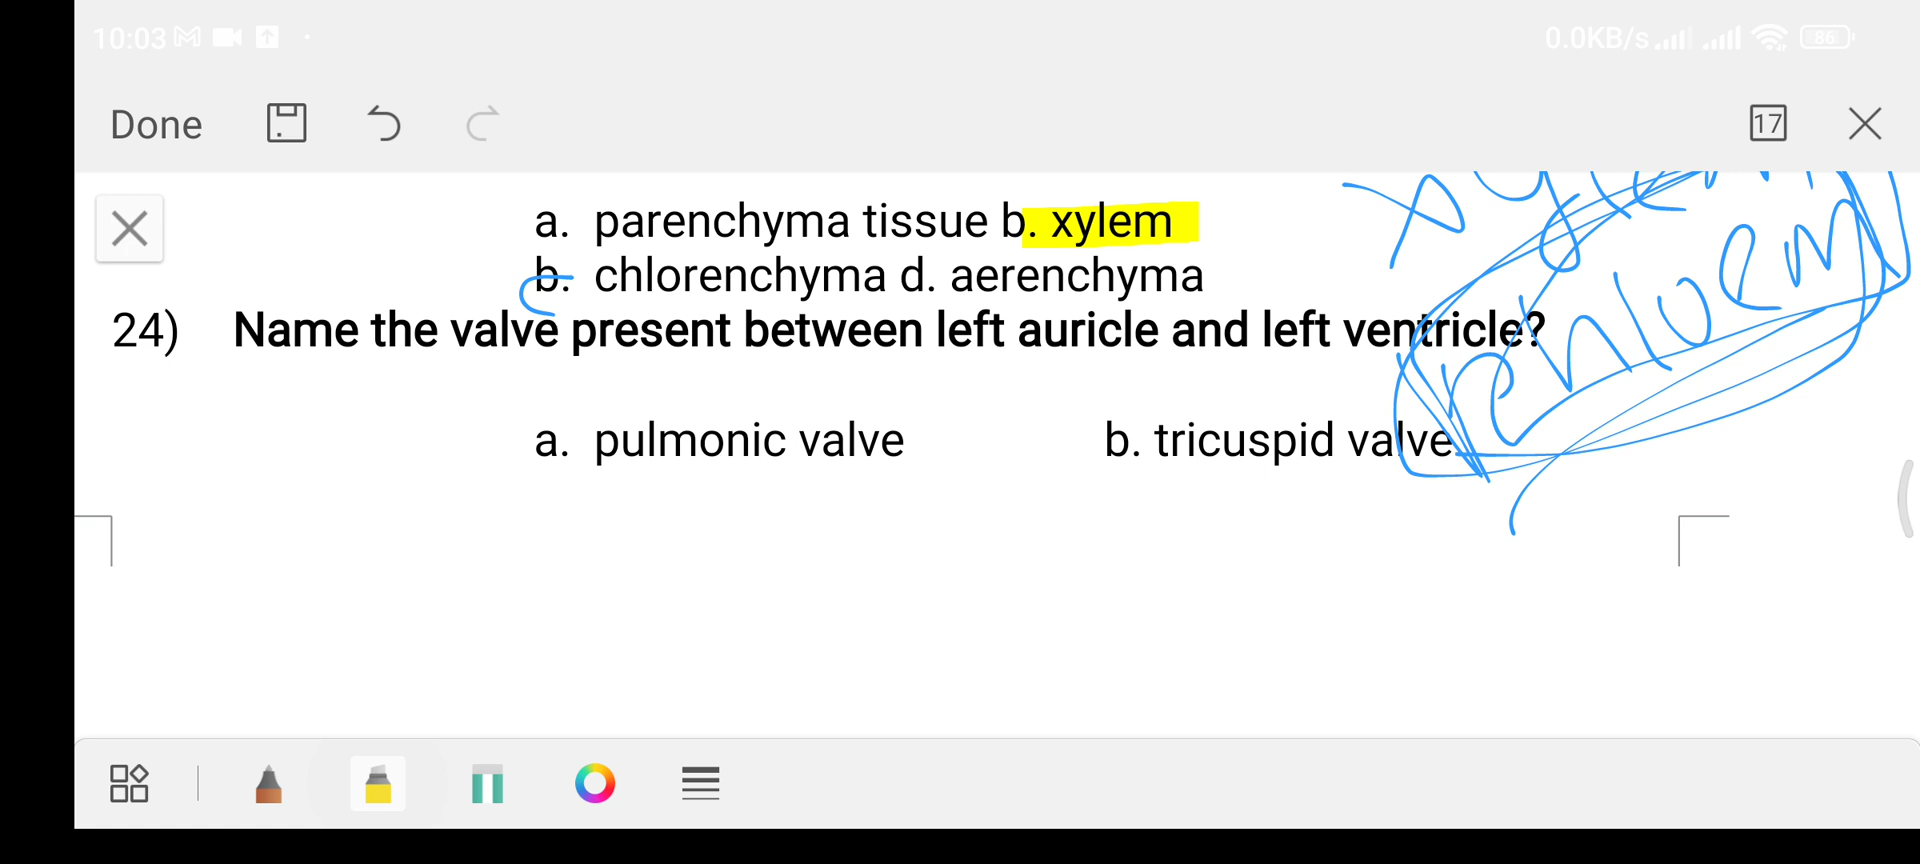 10:03
0.0KB/s 86
Done
17
a. parenchyma tissue b. xylem
b. chlorenchyma d. aerenchyma
c
24) Name the valve present between left auricle and left ventricle?
phloem
a. pulmonic valve b. tricuspid valve